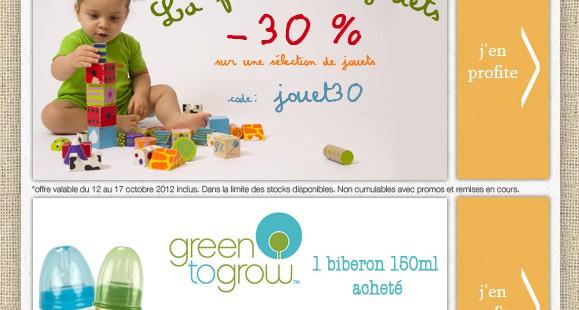 La
-30 %
sur une sélection de jouets
code: jouet30
j'en
profite
*offre valable du 12 au 17 octobre 2012 inclus. Dans la limite des stocks disponibles. Non cumulables avec promos et remises en cours.
green
to grow™
1 biberon 150ml
acheté
j'en